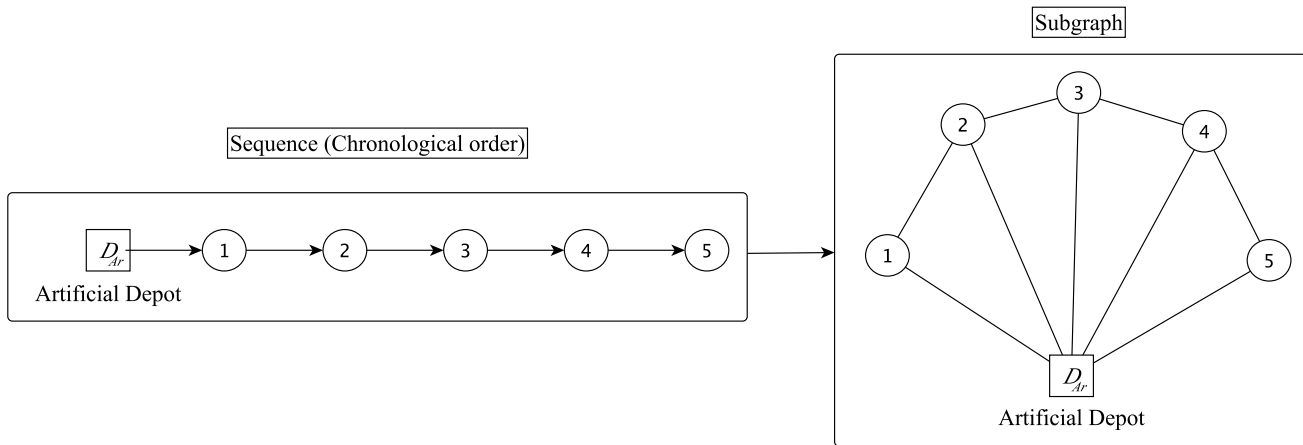 Subgraph
Sequence (Chronological order)
D_Ar 1 2 3 4 5
Artificial Depot
3
2
4
1
5
D_Ar
Artificial Depot